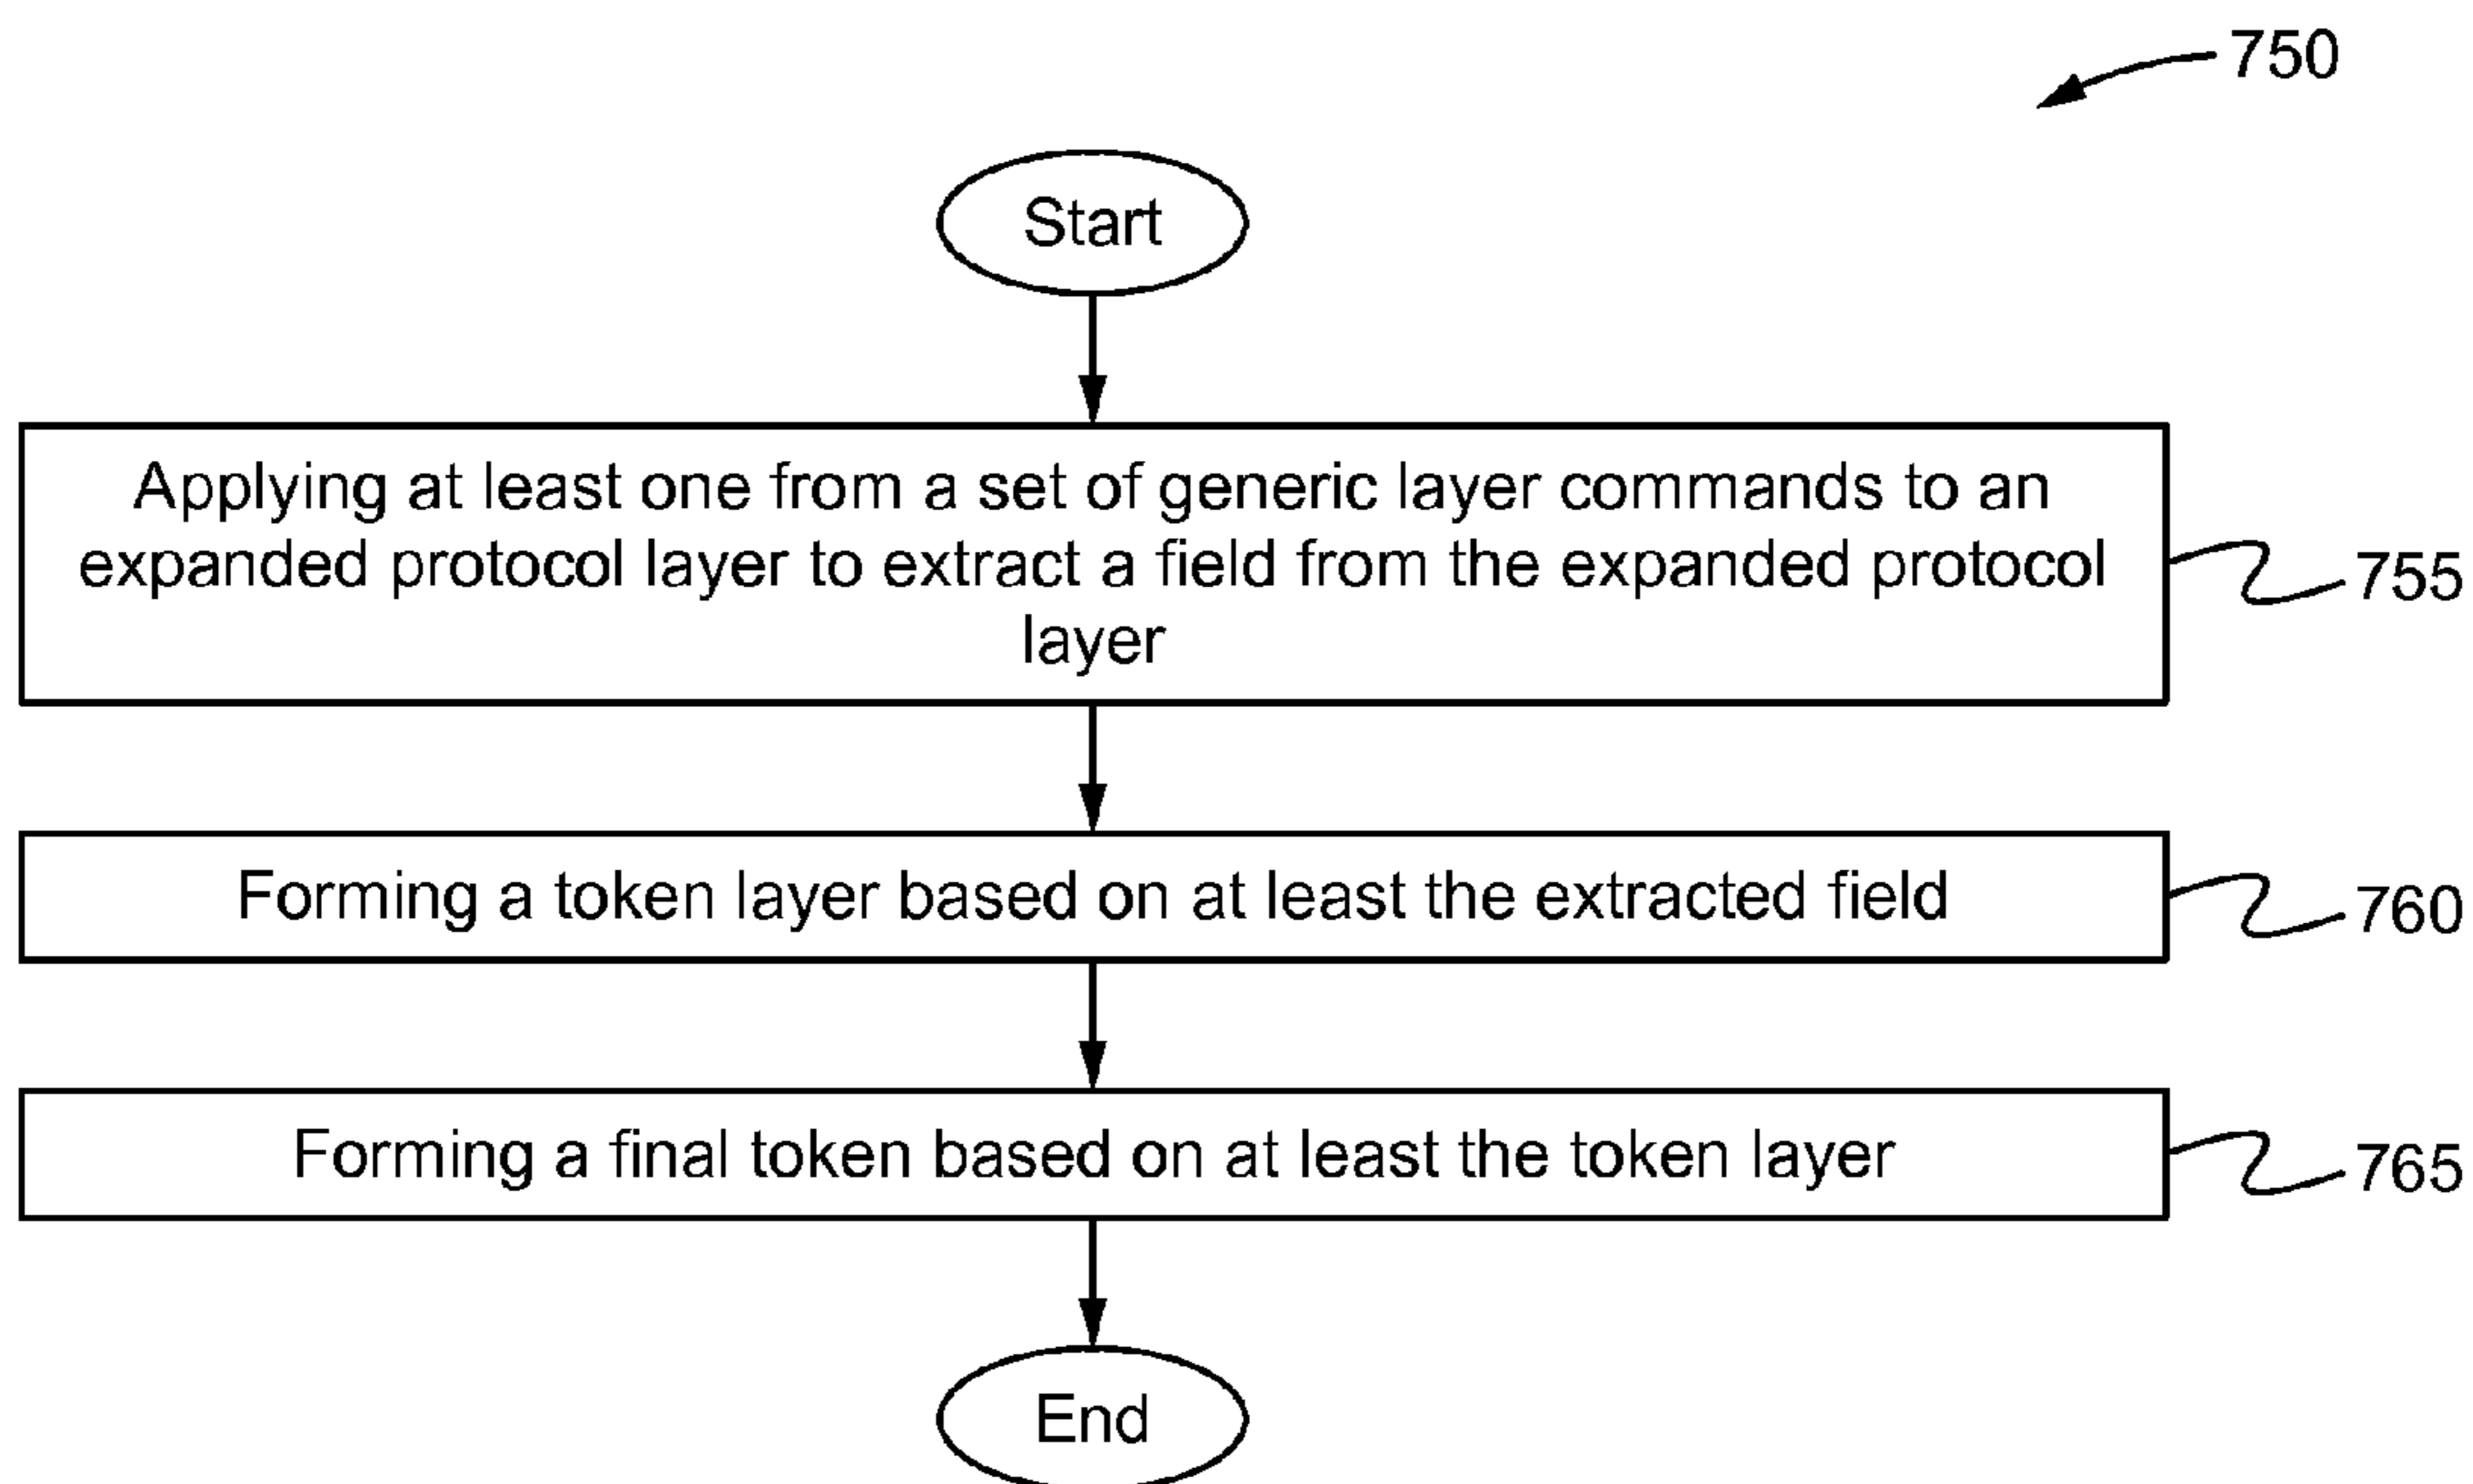 750
Start
Applying at least one from a set of generic layer commands to an
expanded protocol layer to extract a field from the expanded protocol
layer
755
Forming a token layer based on at least the extracted field
760
Forming a final token based on at least the token layer
765
End